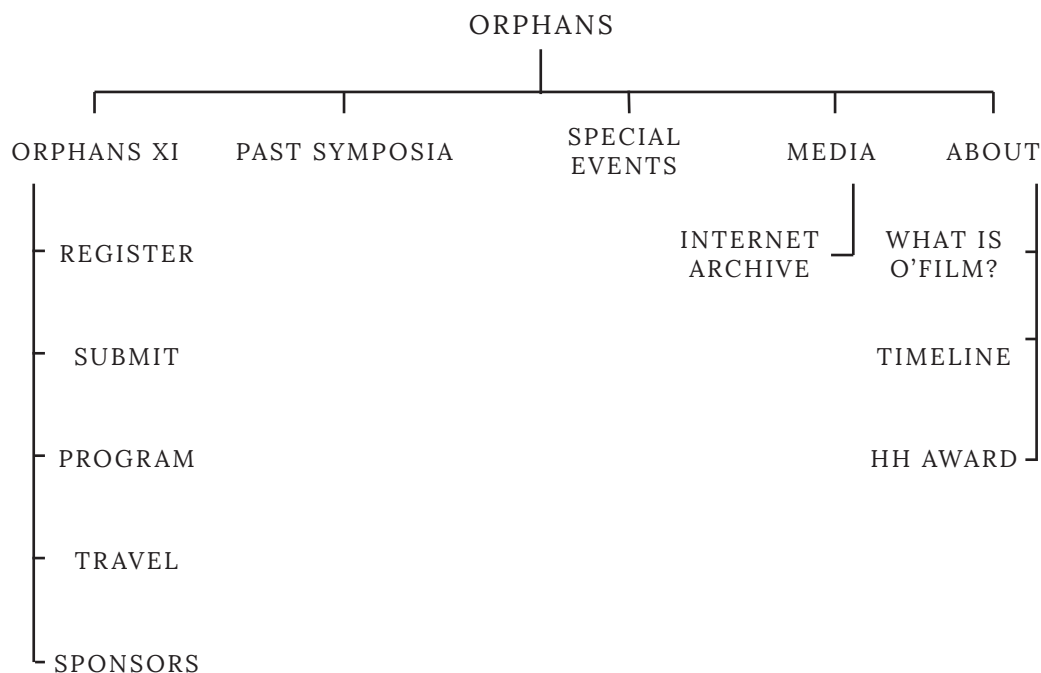 ORPHANS
ORPHANS XI
PAST SYMPOSIA
SPECIAL
EVENTS
MEDIA
ABOUT
REGISTER
SUBMIT
PROGRAM
TRAVEL
SPONSORS
INTERNET
ARCHIVE
WHAT IS
O’FILM?
TIMELINE
HH AWARD